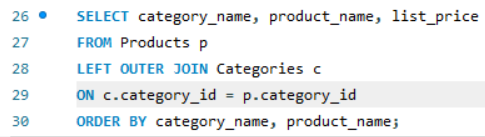 26 SELECT category_name, product_name, list_price
27 FROM Products p
28 LEFT OUTER JOIN Categories c
29 ON c.category_id = p.category_id
30 ORDER BY category_name, product_name;